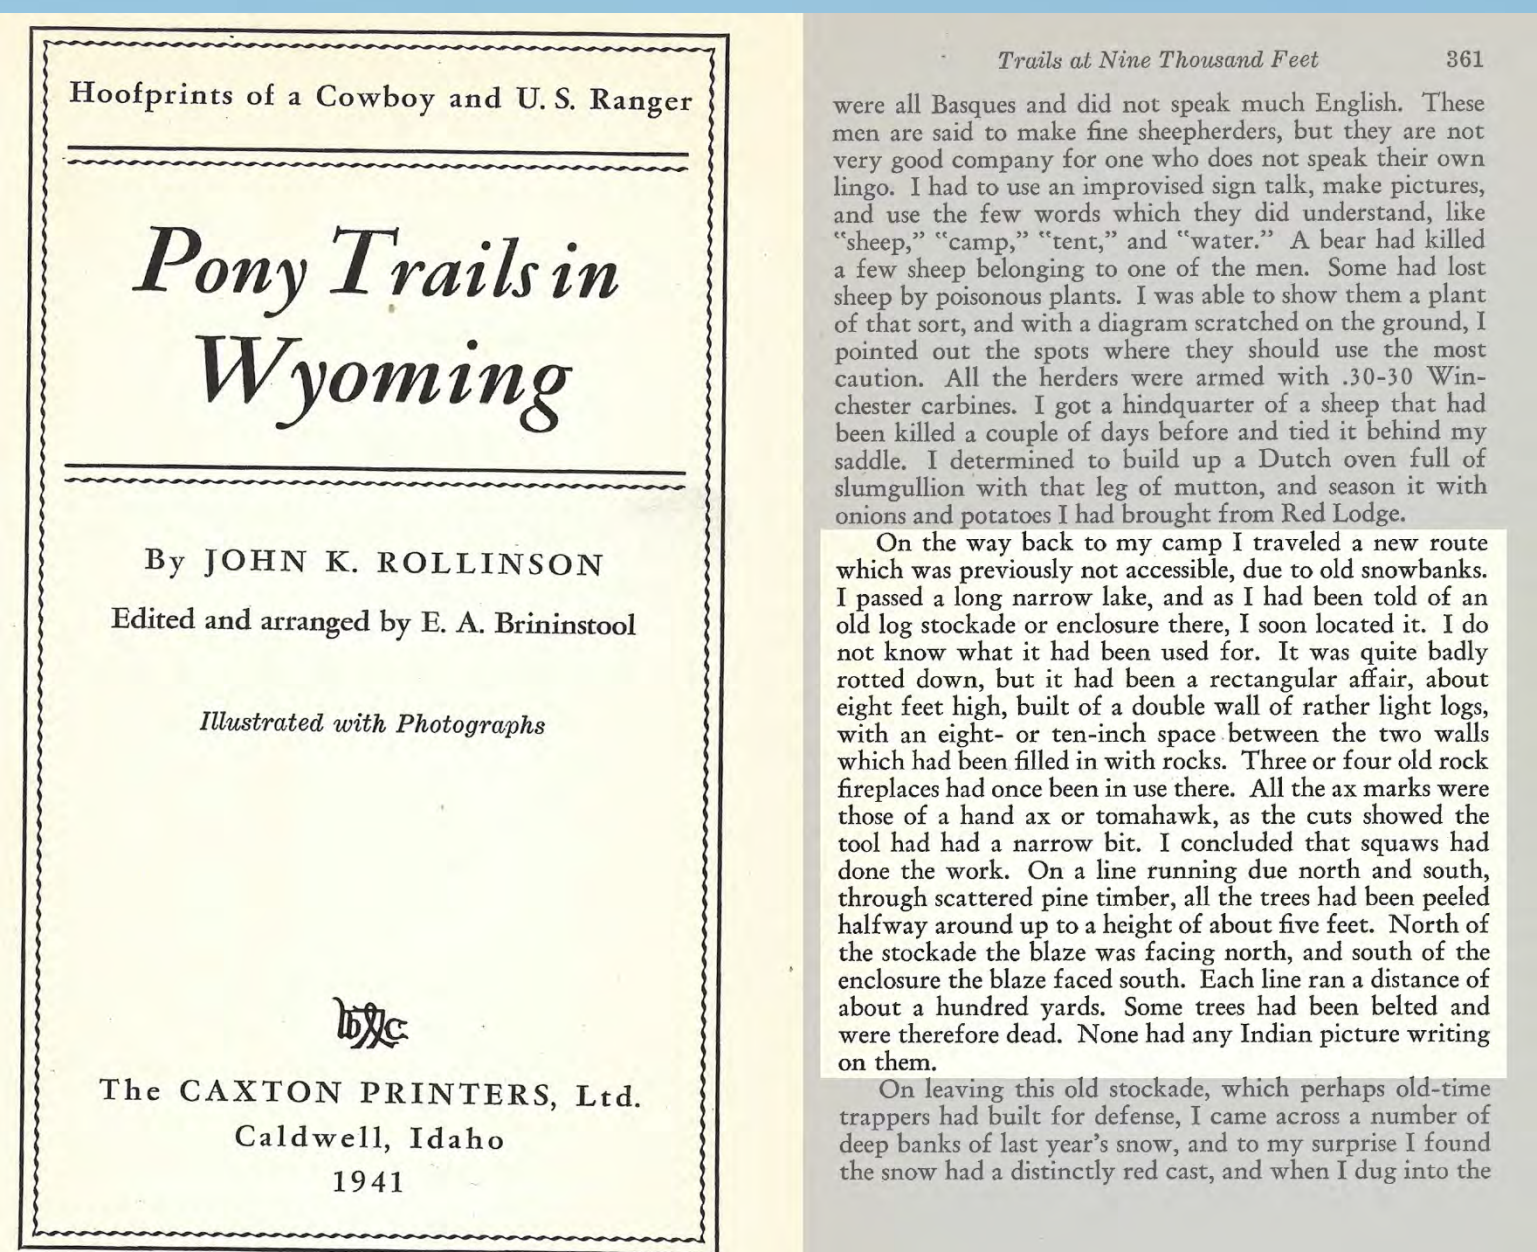 Hoofprints of a Cowboy and U. S. Ranger
Pony Trails in
Wyoming
By JOHN K. ROLLINSON
Edited and arranged by E. A. Brininstool
Illustrated with Photographs
The CAXTON PRINTERS, Ltd.
Caldwell, Idaho
1941
Trails at Nine Thousand Feet 361
were all Basques and did not speak much English. These
men are said to make fine sheepherders, but they are not
very good company for one who does not speak their own
lingo. I had to use an improvised sign talk, make pictures,
and use the few words which they did understand, like
“sheep,” “camp,” “tent,” and “water.” A bear had killed
a few sheep belonging to one of the men. Some had lost
sheep by poisonous plants. I was able to show them a plant
of that sort, and with a diagram scratched on the ground, I
pointed out the spots where they should use the most
caution. All the herders were armed with .30-30 Win-
chester carbines. I got a hindquarter of a sheep that had
been killed a couple of days before and tied it behind my
saddle. I determined to build up a Dutch oven full of
slumgullion with that leg of mutton, and season it with
onions and potatoes I had brought from Red Lodge.
On the way back to my camp I traveled a new route
which was previously not accessible, due to old snowbanks.
I passed a long narrow lake, and as I had been told of an
old log stockade or enclosure there, I soon located it. I do
not know what it had been used for. It was quite badly
rotted down, but it had been a rectangular affair, about
eight feet high, built of a double wall of rather light logs,
with an eight- or ten-inch space between the two walls
which had been filled in with rocks. Three or four old rock
fireplaces had once been in use there. All the ax marks were
those of a hand ax or tomahawk, as the cuts showed the
tool had had a narrow bit. I concluded that squaws had
done the work. On a line running due north and south,
through scattered pine timber, all the trees had been peeled
halfway around up to a height of about five feet. North of
the stockade the blaze was facing north, and south of the
enclosure the blaze faced south. Each line ran a distance of
about a hundred yards. Some trees had been belted and
were therefore dead. None had any Indian picture writing
on them.
On leaving this old stockade, which perhaps old-time
trappers had built for defense, I came across a number of
deep banks of last year’s snow, and to my surprise I found
the snow had a distinctly red cast, and when I dug into the